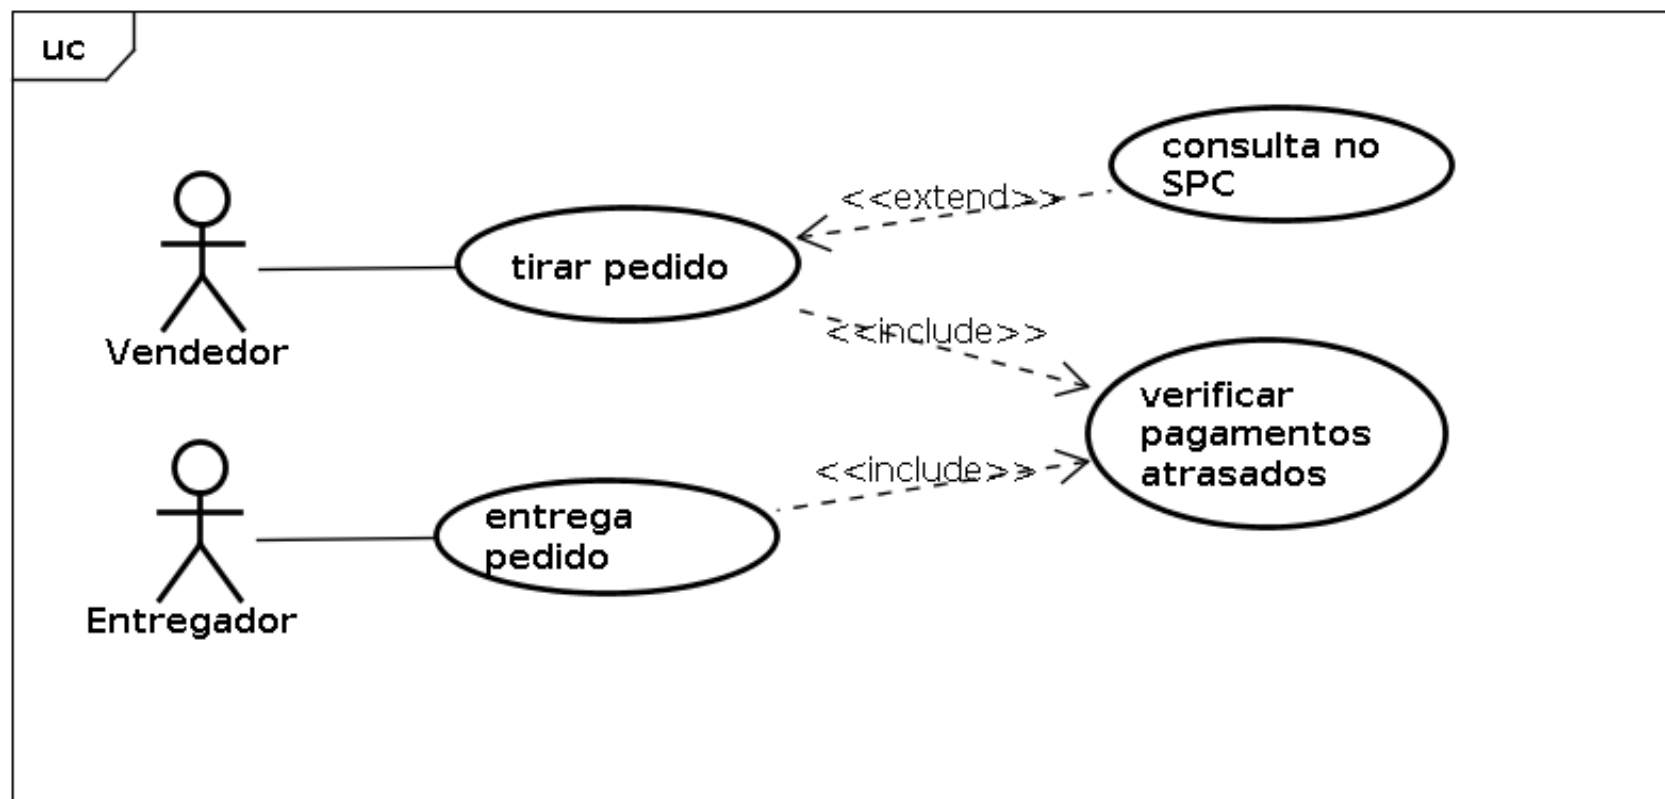 uc
consulta no
SPC
<<extend>>
tirar pedido
<<include>>
Vendedor
verificar
pagamentos
atrasados
<<include>>
entrega
pedido
Entregador